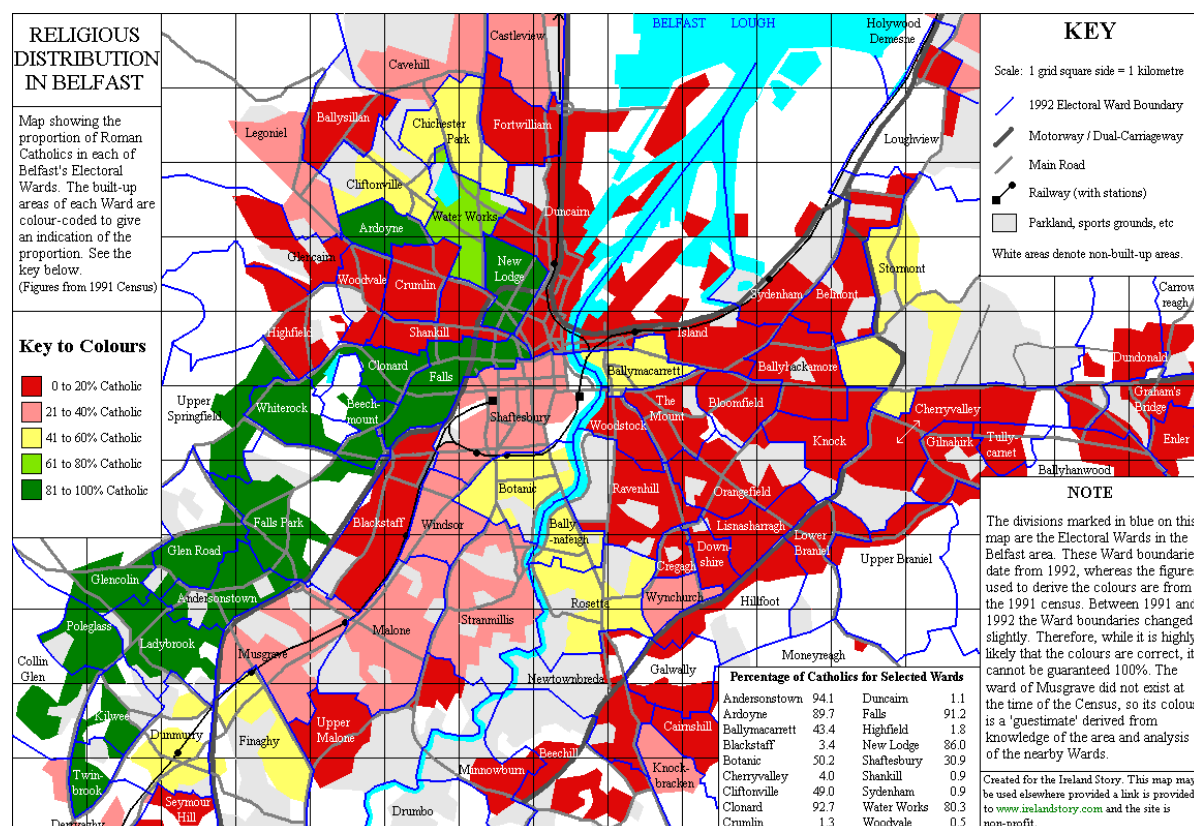 RELIGIOUS
DISTRIBUTION
IN BELFAST
Map showing the
proportion of Roman
Catholics in each of
Belfast's Electoral
Wards. The built-up
areas of each Ward are
colour-coded to give
an indication of the
proportion. See the
key below.
(Figures from 1991 Census)
Key to Colours
0 to 20% Catholic
21 to 40% Catholic
41 to 60% Catholic
61 to 80% Catholic
81 to 100% Catholic
BELFAST LOUGH
Castleview
Holywood
Demesne
Cavehill
Legoniel
Ballysillan
Chichester
Park
Fortwilliam
Loughview
Cliftonville
Water Works
Duncairn
Ardoyne
Glencairn
Woodvale
Crumlin
New
Lodge
Stormont
Sydenham
Belmont
Carrow
reagh
Highfield
Shankill
Island
Clonard
Falls
Ballymacarrett
Ballyhackamore
Dundonald
Upper
Springfield
Whiterock
Beech-
mount
Shaftesbury
Woodstock
The
Mount
Bloomfield
Cherryvalley
Graham's
Bridge
Knock
Gilnahirk
Tully-
carnet
Enler
Ballyhanwood
Botanic
Ravenhill
Orangefield
Falls Park
Blackstaff
Windsor
Bally
-nafeigh
Lisnasharragh
Lower
Braniel
Upper Braniel
Glen Road
Cregagh
Down-
shire
Glencolin
Andersonstown
Rosetta
Wynchurch
Hillfoot
Poleglass
Ladybrook
Malone
Stranmillis
Musgrave
Galwally
Moneyreagh
Collin
Glen
Newtownbreda
Kilwee
Dunmurry
Finaghy
Upper
Malone
Cairnshill
Beechill
Minnowburn
Knock-
bracken
Twin-
brook
Seymour
Hill
Drumbo
Derryaghy
KEY
Scale: 1 grid square side = 1 kilometre
1992 Electoral Ward Boundary
Motorway / Dual-Carriageway
Main Road
Railway (with stations)
Parkland, sports grounds, etc
White areas denote non-built-up areas.
NOTE
The divisions marked in blue on this
map are the Electoral Wards in the
Belfast area. These Ward boundaries
date from 1992, whereas the figures
used to derive the colours are from
the 1991 census. Between 1991 and
1992 the Ward boundaries changed
slightly. Therefore, while it is highly
likely that the colours are correct, it
cannot be guaranteed 100%. The
ward of Musgrave did not exist at
the time of the Census, so its colour
is a 'guestimate' derived from
knowledge of the area and analysis
of the nearby Wards.
Created for the Ireland Story. This map may
be used elsewhere provided a link is provided
to www.irelandstory.com and the site is
non-profit.
Percentage of Catholics for Selected Wards
Andersonstown 94.1 Duncairn 1.1
Ardoyne 89.7 Falls 91.2
Ballymacarrett 43.4 Highfield 1.8
Blackstaff 3.4 New Lodge 86.0
Botanic 50.2 Shaftesbury 30.9
Cherryvalley 4.0 Shankill 0.9
Cliftonville 49.0 Sydenham 0.9
Clonard 92.7 Water Works 80.3
Crumlin 1.3 Woodvale 0.5